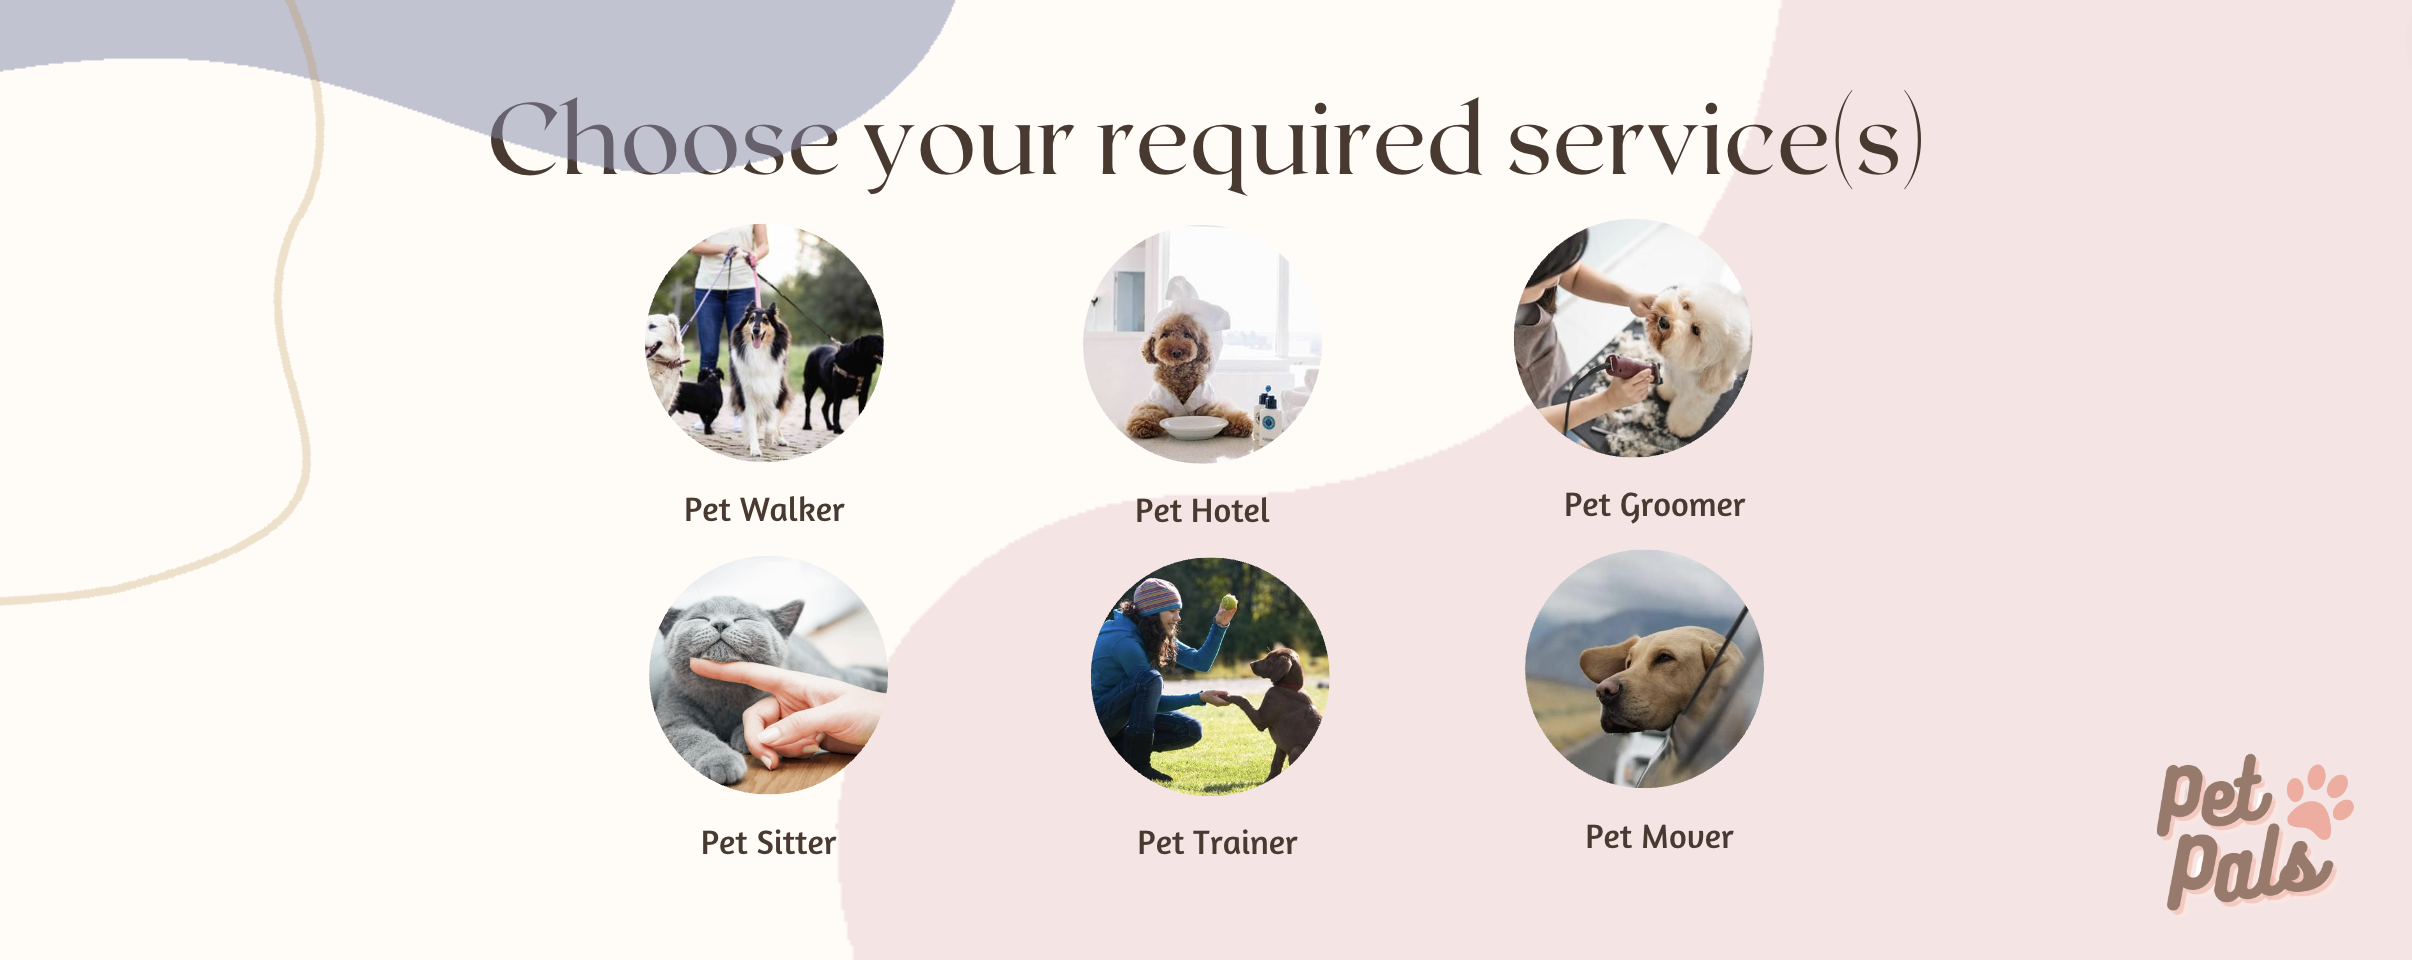 Choose your required service(s)
Pet Walker
Pet Hotel
Pet Groomer
Pet Sitter
Pet Trainer
Pet Mover
Pet
Pals